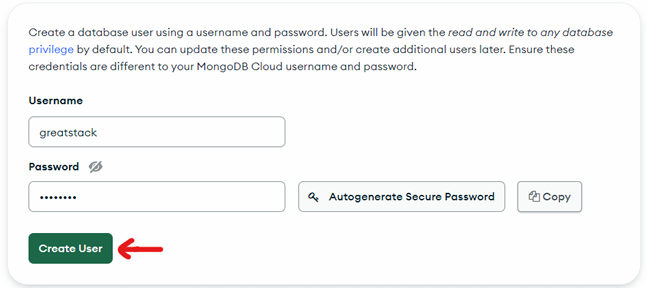 Create a database user using a username and password. Users will be given the read and write to any database
privilege by default. You can update these permissions and/or create additional users later. Ensure these
credentials are different to your MongoDB Cloud username and password.
Username
greatstack
Password
••••••••
Autogenerate Secure Password
Copy
Create User